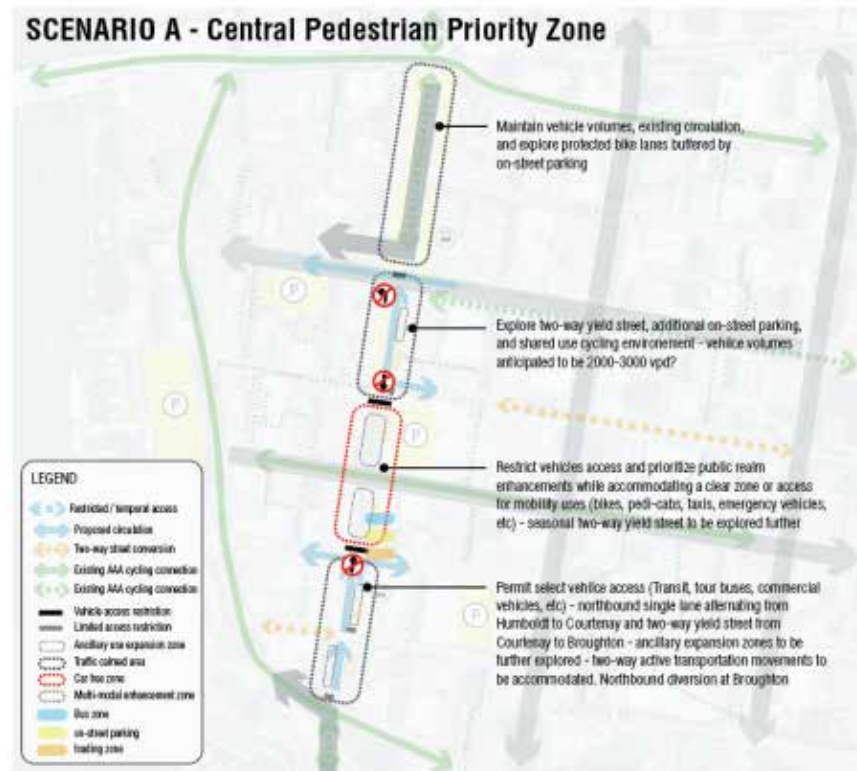 SCENARIO A - Central Pedestrian Priority Zone
Maintain vehicle volumes, existing circulation,
and explore protected bike lanes buffered by
on-street parking
P
Explore two-way yield street, additional on-street parking,
and shared use cycling environement - vehilce volumes
anticipated to be 2000-3000 vpd?
P
P
Restrict vehicles access and prioritize public realm
enhancements while accommodating a clear zone or access
for mobility uses (bikes, pedi-cabs, taxis, emergency vehicles,
etc) - seasonal two-way yield street to be explored further
Permit select vehilce access (Transit, tour buses, commercial
vehicles, etc) - northbound single lane alternating from
Humboldt to Courtenay and two-way yield street from
Courtenay to Broughton - ancillary expansion zones to be
further explored - two-way active transportation movements to
be accommodated. Northbound diversion at Broughton
P
LEGEND
Restricted / temporal access
Proposed circulation
Two-way street conversion
Existing AAA cycling connection
Existing AAA cycling connection
Vehicle access restriction
Limited access restriction
Ancillary use expansion zone
Traffic calmed area
Car free zone
Multi-modal enhancement zone
Bus zone
on-street parking
loading zone